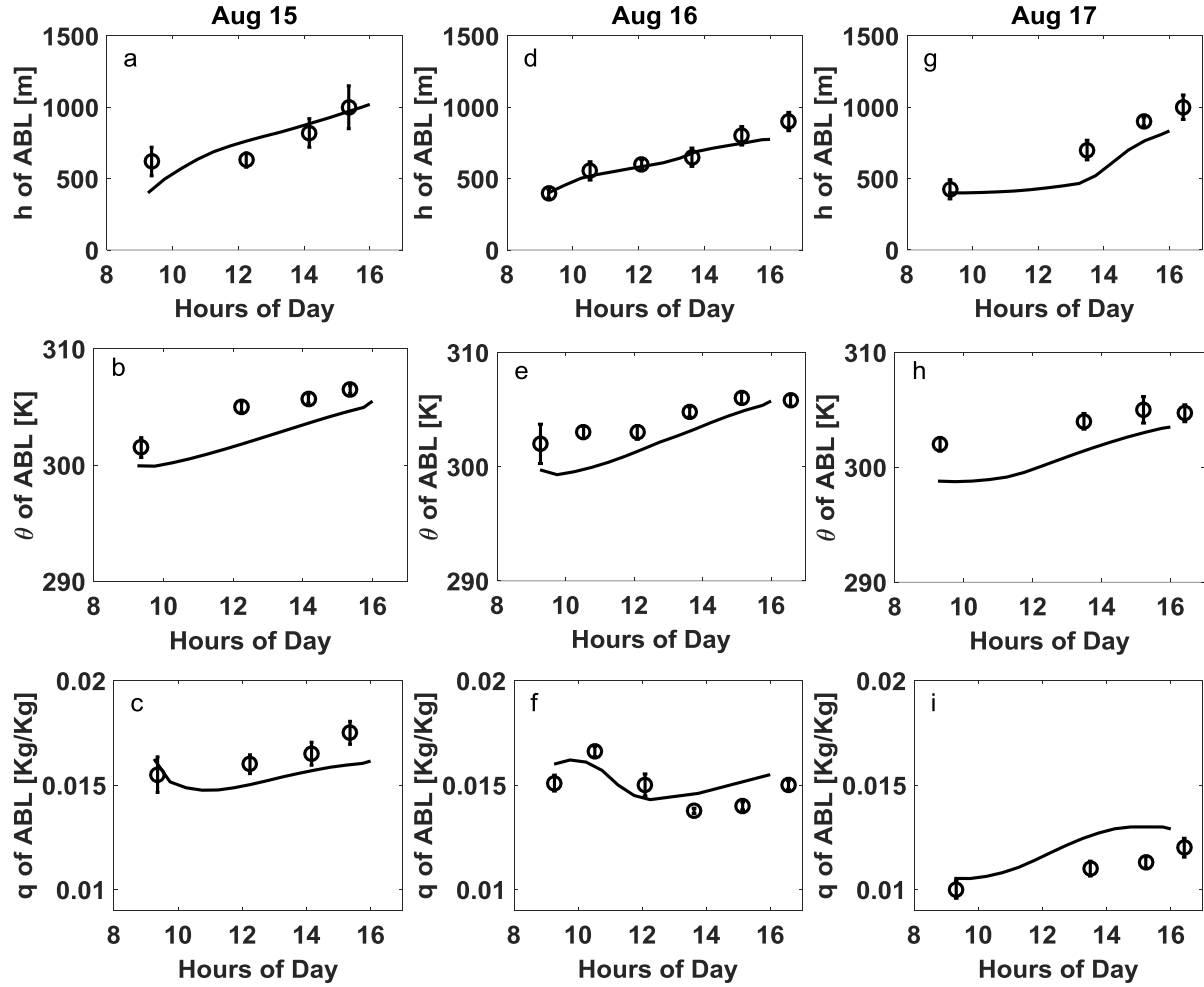 Aug 15
Aug 16
Aug 17
a
1500
1000
500
0
h of ABL [m]
8 10 12 14 16
Hours of Day
d
1500
1000
500
0
h of ABL [m]
8 10 12 14 16
Hours of Day
g
1500
1000
500
0
h of ABL [m]
8 10 12 14 16
Hours of Day
b
310
300
290
θ of ABL [K]
8 10 12 14 16
Hours of Day
e
310
300
290
θ of ABL [K]
8 10 12 14 16
Hours of Day
h
310
300
290
θ of ABL [K]
8 10 12 14 16
Hours of Day
c
0.02
0.015
0.01
q of ABL [Kg/Kg]
8 10 12 14 16
Hours of Day
f
0.02
0.015
0.01
q of ABL [Kg/Kg]
8 10 12 14 16
Hours of Day
i
0.02
0.015
0.01
q of ABL [Kg/Kg]
8 10 12 14 16
Hours of Day